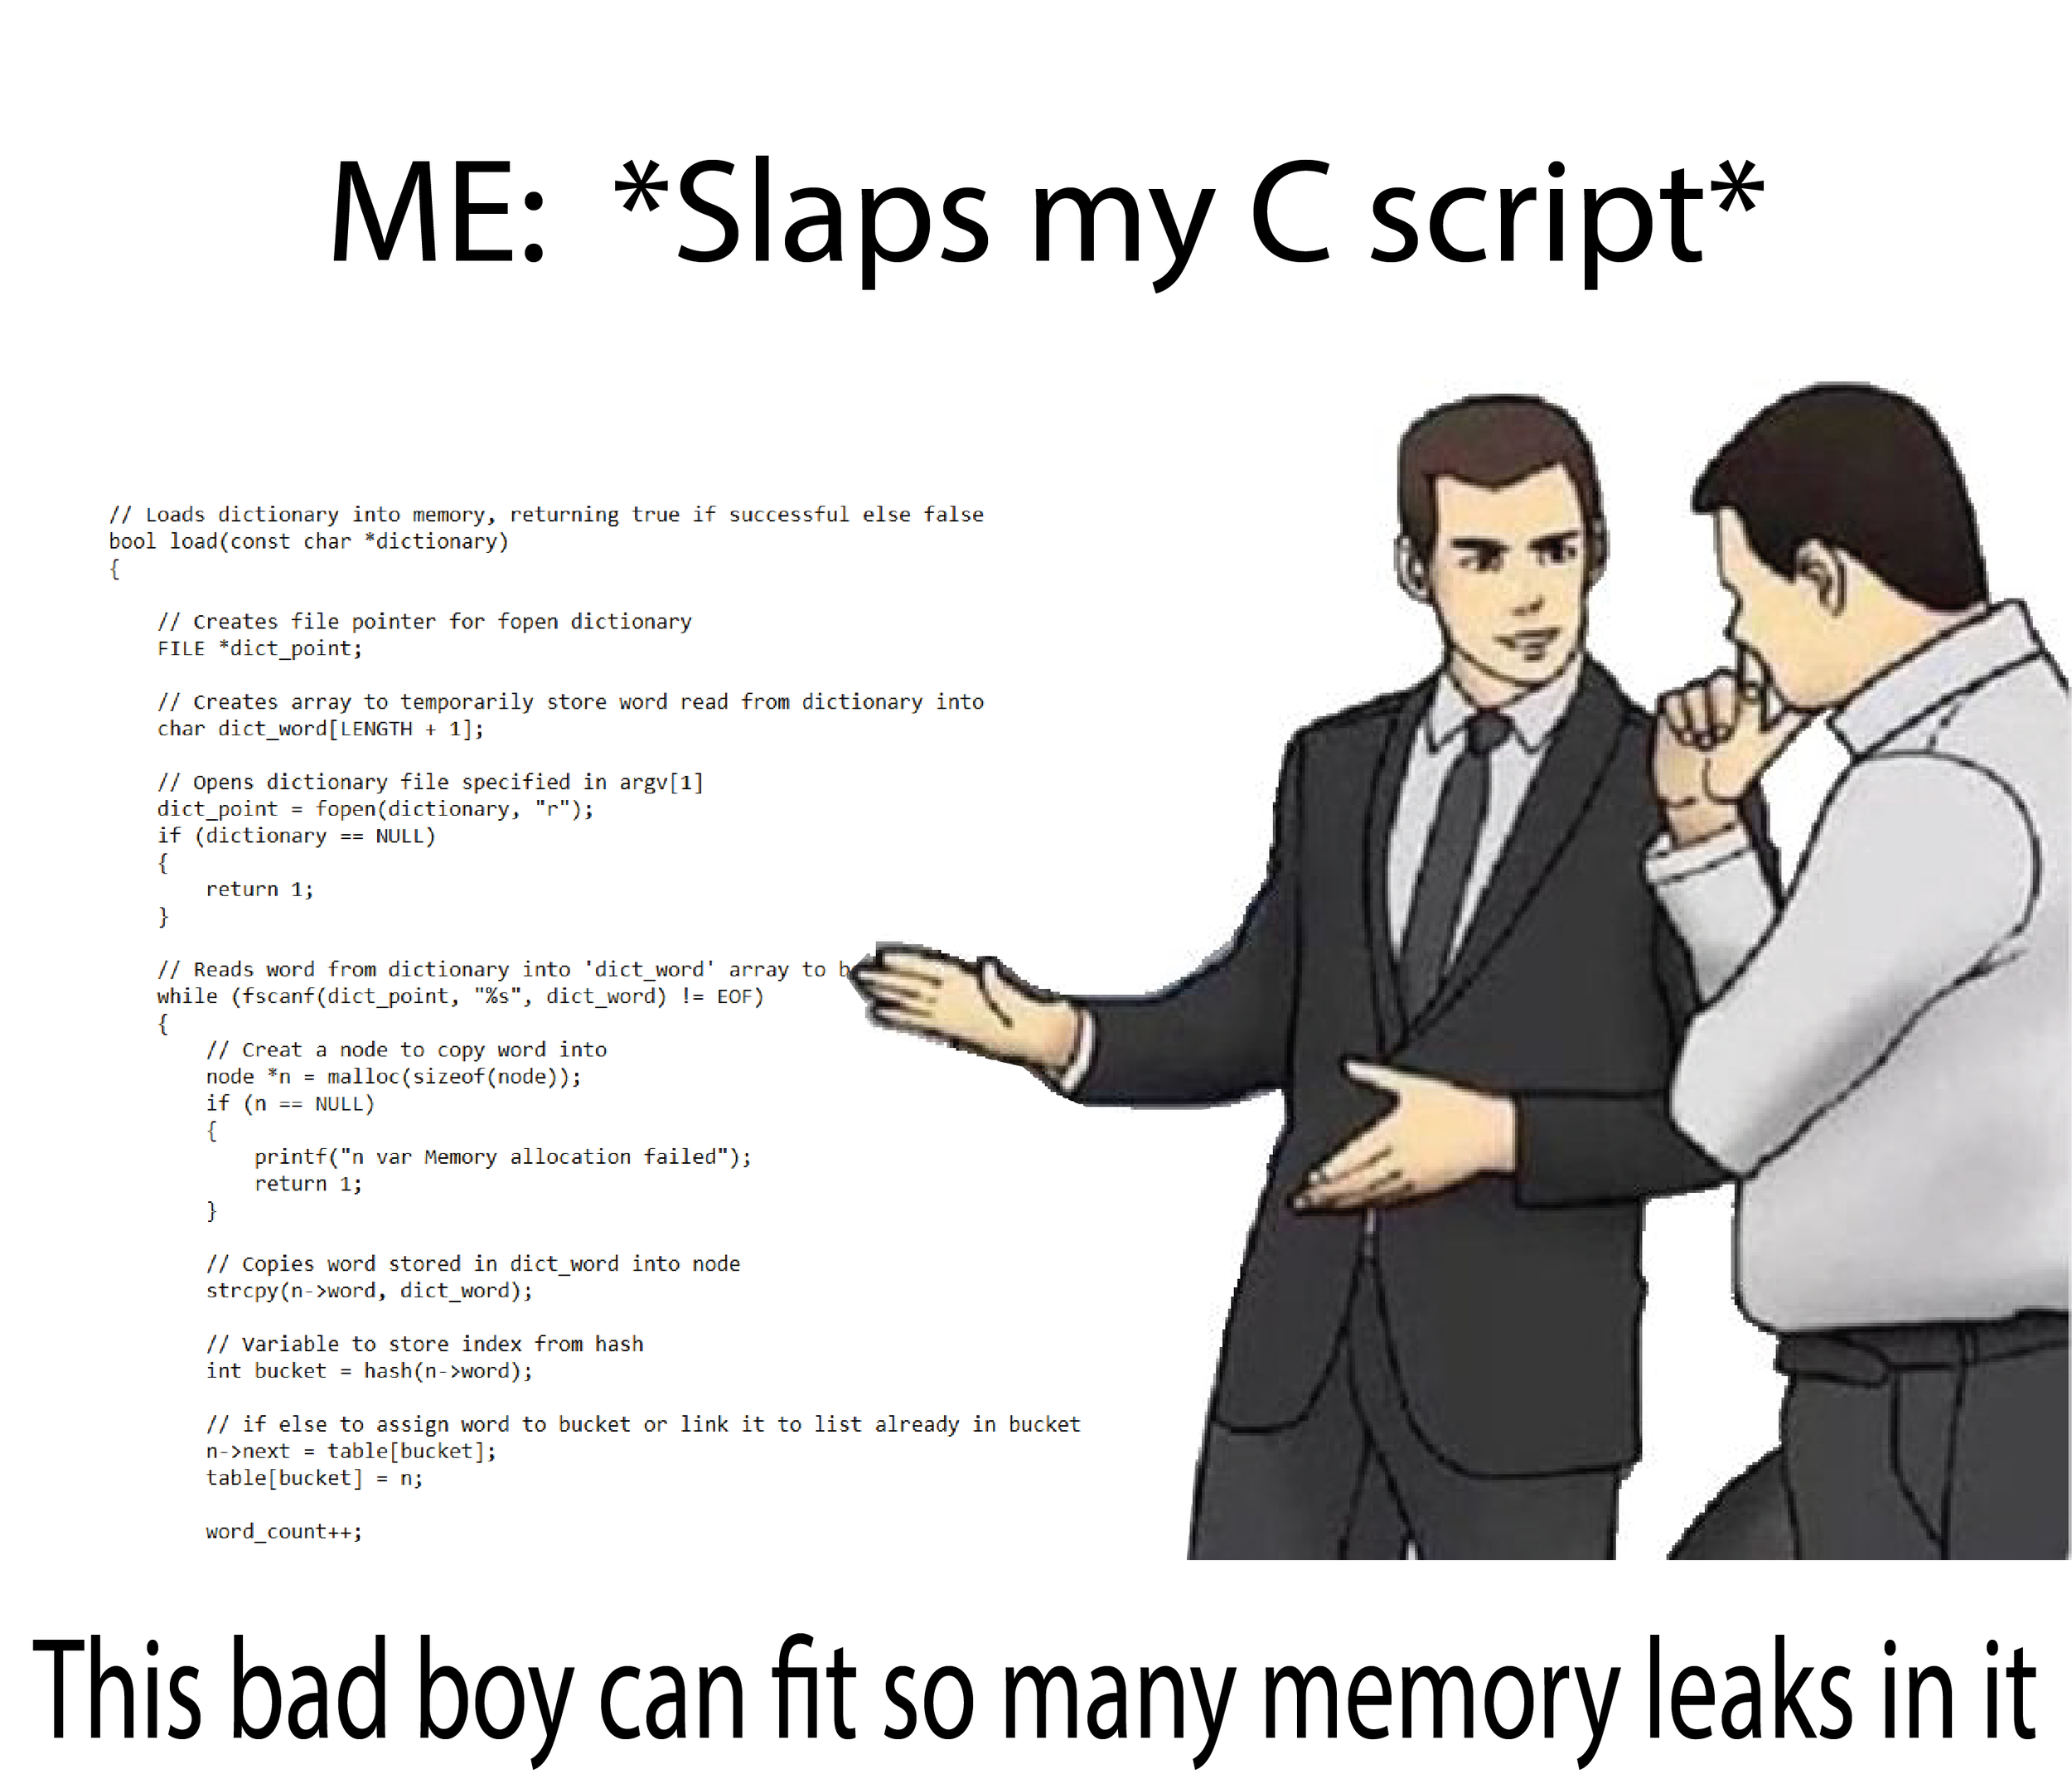 ME:  *Slaps my C script*
// Loads dictionary into memory, returning true if successful else false
bool load(const char *dictionary)
{
// Creates file pointer for fopen dictionary
FILE *dict_point;
// Creates array to temporarily store word read from dictionary into
char dict_word[LENGTH + 1];
// Opens dictionary file specified in argv[1]
dict_point = fopen(dictionary, "r");
if (dictionary == NULL)
{
return 1;
}
// Reads word from dictionary into 'dict_word' array to
while (fscanf(dict_point, "%s", dict_word) != EOF)
{
// Creat a node to copy word into
node *n = malloc(sizeof(node));
if (n == NULL)
{
printf("n var Memory allocation failed");
return 1;
}
// Copies word stored in dict_word into node
strcpy(n->word, dict_word);
// Variable to store index from hash
int bucket = hash(n->word);
// if else to assign word to bucket or link it to list already in bucket
n->next = table[bucket];
table[bucket] = n;
word_count++;
This bad boy can fit so many memory leaks in it